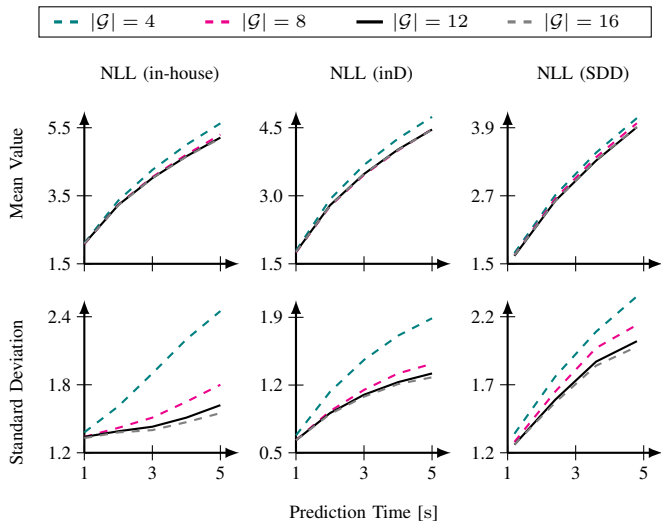 |𝒢| = 4 |𝒢| = 8 |𝒢| = 12 |𝒢| = 16
NLL (in-house) NLL (inD) NLL (SDD)
Mean Value
5.5
3.5
1.5
4.5
3.0
1.5
3.9
2.7
1.5
Standard Deviation
2.4
1.8
1.2
1 3 5
1.9
1.2
0.5
1 3 5
2.2
1.7
1.2
1 3 5
Prediction Time [s]